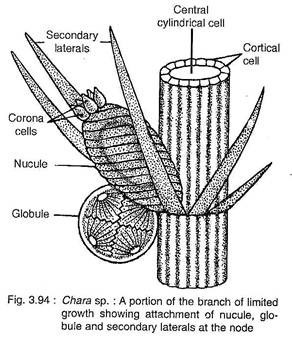 Central
cylindrical cell
Secondary
laterals
Cortical
cell
Corona
cells
Nucule
Globule
Fig. 3.94 : Chara sp. : A portion of the branch of limited
growth showing attachment of nucule, glo-
bule and secondary laterals at the node